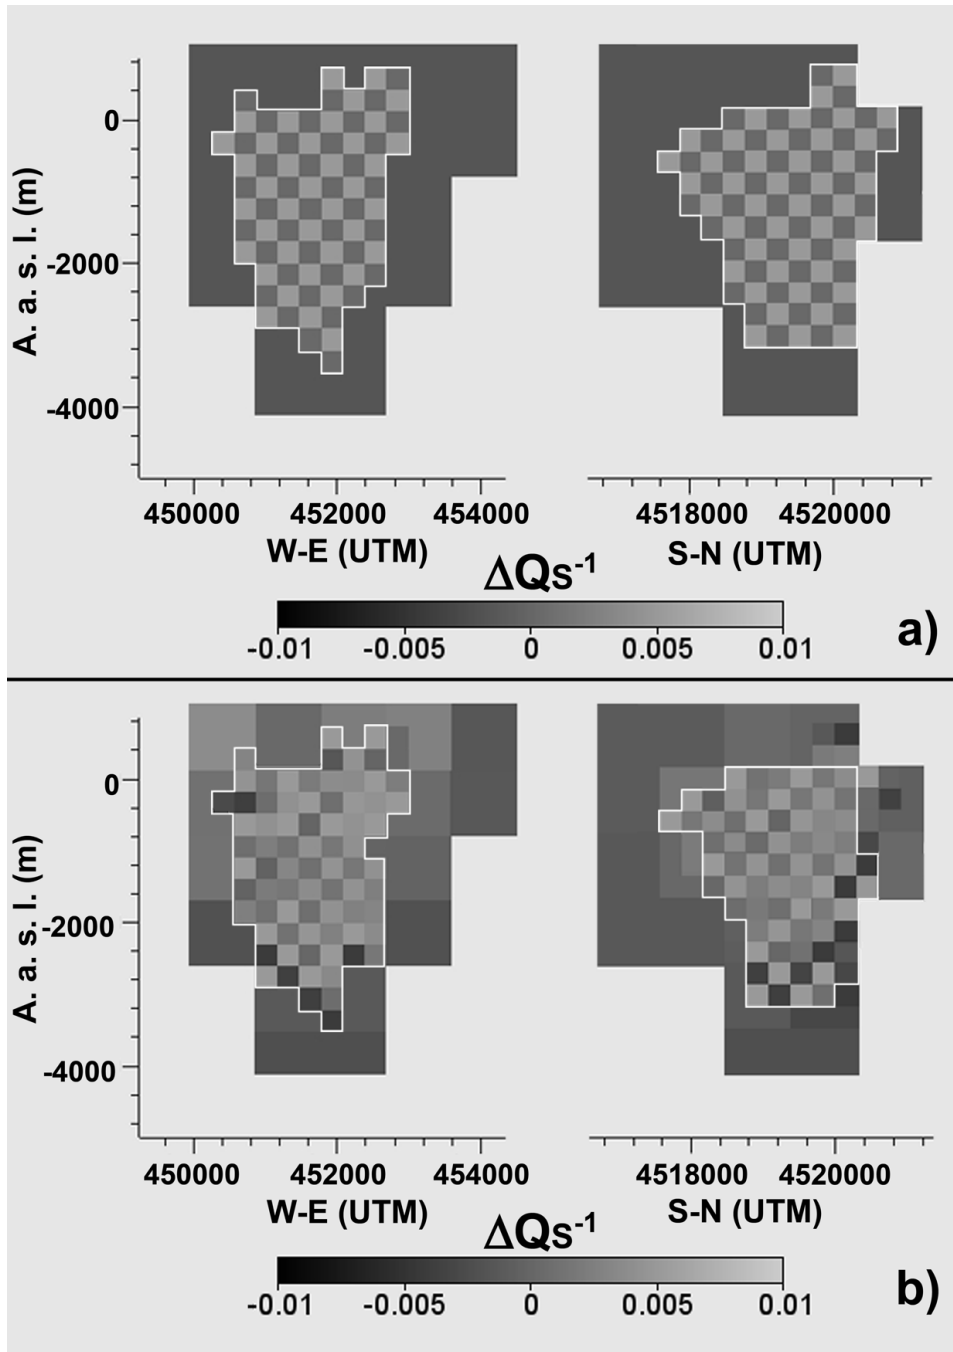 A. a. s. l. (m)
0
-2000
-4000
450000 452000 454000 4518000 4520000
W-E (UTM) S-N (UTM)
ΔQs⁻¹
-0.01 -0.005 0 0.005 0.01
a)
A. a. s. l. (m)
0
-2000
-4000
450000 452000 454000 4518000 4520000
W-E (UTM) S-N (UTM)
ΔQs⁻¹
-0.01 -0.005 0 0.005 0.01
b)